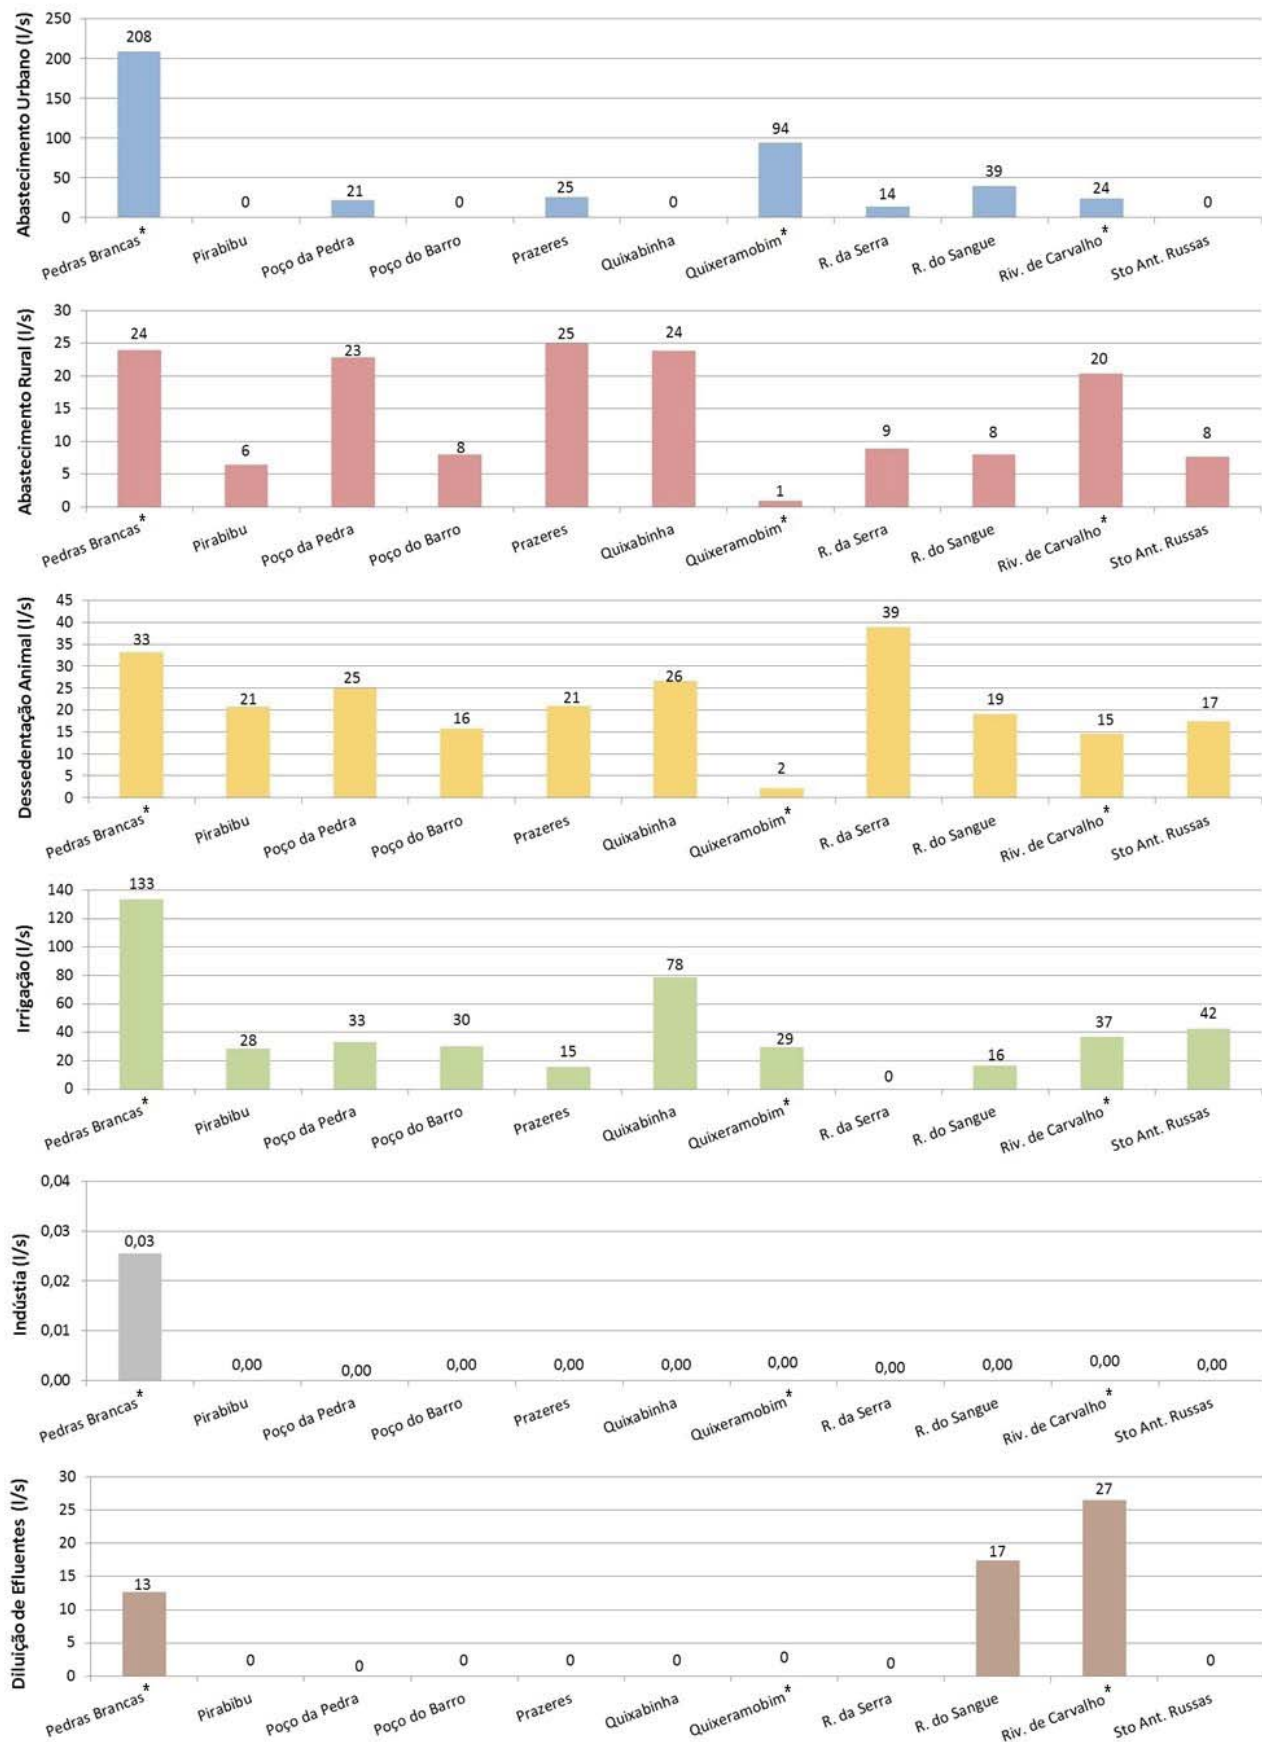 Abastecimento Urbano (l/s)
250
200
150
100
50
0
208
0
21
0
25
0
94
14
39
24
0
Pedras Brancas*
Pirabibu
Poço da Pedra
Poço do Barro
Prazeres
Quixabinha
Quixeramobim*
R. da Serra
R. do Sangue
Riv. de Carvalho*
Sto Ant. Russas
Abastecimento Rural (l/s)
30
25
20
15
10
5
0
24
6
23
8
25
24
1
9
8
20
8
Pedras Brancas*
Pirabibu
Poço da Pedra
Poço do Barro
Prazeres
Quixabinha
Quixeramobim*
R. da Serra
R. do Sangue
Riv. de Carvalho*
Sto Ant. Russas
Dessedentação Animal (l/s)
45
40
35
30
25
20
15
10
5
0
33
21
25
16
21
26
2
39
19
15
17
Pedras Brancas*
Pirabibu
Poço da Pedra
Poço do Barro
Prazeres
Quixabinha
Quixeramobim*
R. da Serra
R. do Sangue
Riv. de Carvalho*
Sto Ant. Russas
Irrigação (l/s)
140
120
100
80
60
40
20
0
133
28
33
30
15
78
29
0
16
37
42
Pedras Brancas*
Pirabibu
Poço da Pedra
Poço do Barro
Prazeres
Quixabinha
Quixeramobim*
R. da Serra
R. do Sangue
Riv. de Carvalho*
Sto Ant. Russas
Indústia (l/s)
0,04
0,03
0,02
0,01
0,00
0,03
0,00
0,00
0,00
0,00
0,00
0,00
0,00
0,00
0,00
0,00
Pedras Brancas*
Pirabibu
Poço da Pedra
Poço do Barro
Prazeres
Quixabinha
Quixeramobim*
R. da Serra
R. do Sangue
Riv. de Carvalho*
Sto Ant. Russas
Diluição de Efluentes (l/s)
30
25
20
15
10
5
0
13
0
0
0
0
0
0
0
17
27
0
Pedras Brancas*
Pirabibu
Poço da Pedra
Poço do Barro
Prazeres
Quixabinha
Quixeramobim*
R. da Serra
R. do Sangue
Riv. de Carvalho*
Sto Ant. Russas